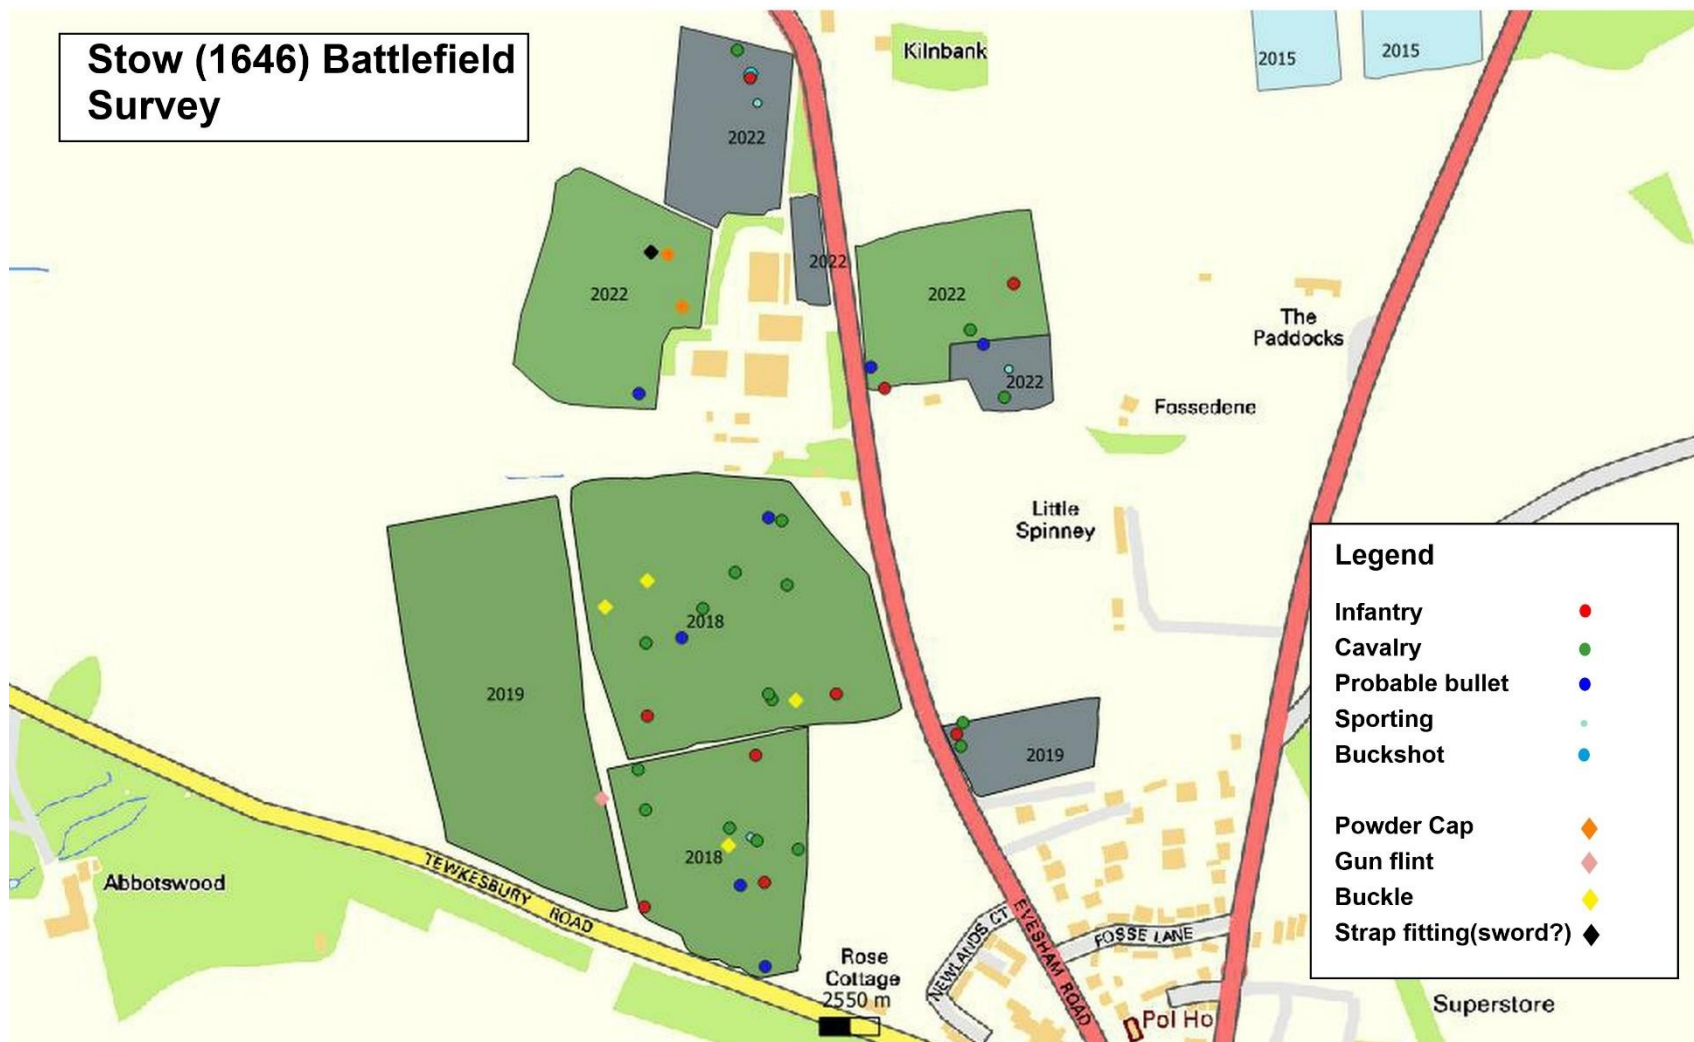 Stow (1646) Battlefield
Survey
Kilnbank
2015
2015
2022
2022
2022
2022
2022
The
Paddocks
Fossedene
Little
Spinney
2018
2019
2019
2018
Abbotswood
TEWKESBURY ROAD
EVESHAM ROAD
NEWLANDS CT
FOSSE LANE
Rose
Cottage
2550 m
Pol Ho
Superstore
Legend
Infantry
Cavalry
Probable bullet
Sporting
Buckshot
Powder Cap
Gun flint
Buckle
Strap fitting(sword?)